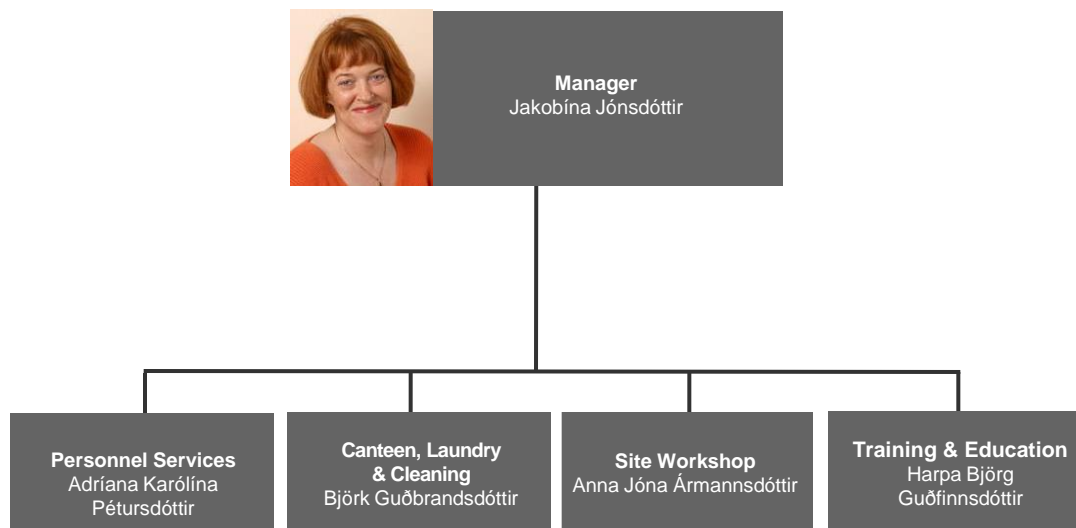 Manager
Jakobína Jónsdóttir
Personnel Services
Adríana Karólína
Pétursdóttir
Canteen, Laundry
& Cleaning
Björk Guðbrandsdóttir
Site Workshop
Anna Jóna Ármannsdóttir
Training & Education
Harpa Björg
Guðfinnsdóttir